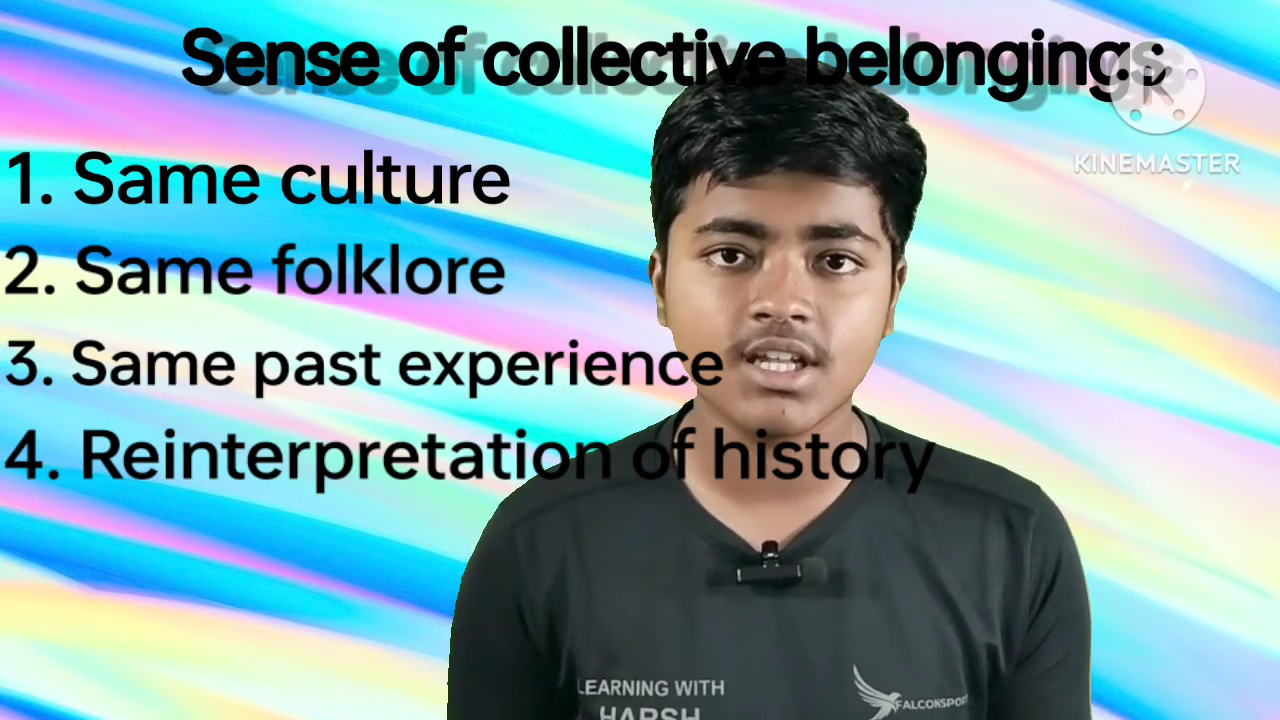 Sense of collective belongings
KINEMASTER
1. Same culture
2. Same folklore
3. Same past experience
4. Reinterpretation of history
LEARNING WITH
HARSH
FALCONSPORT